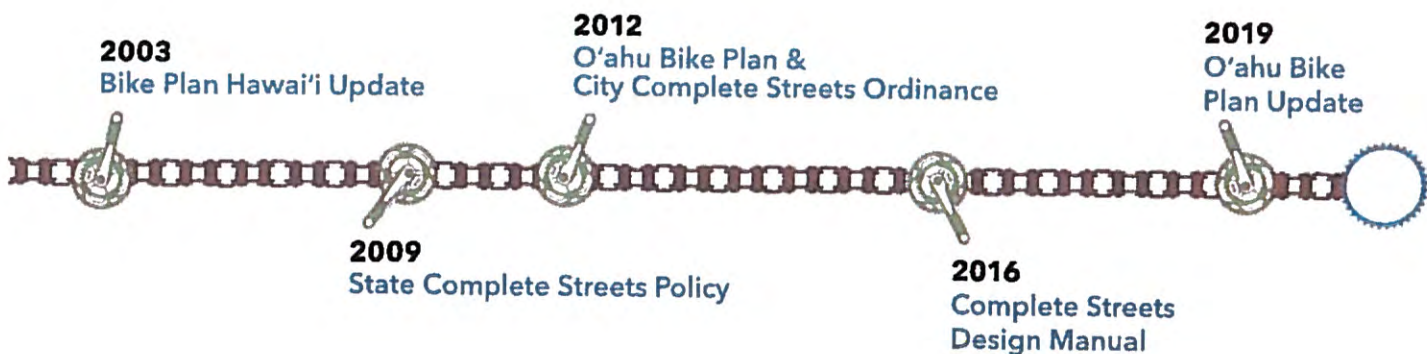 2003
Bike Plan Hawai‘i Update
2009
State Complete Streets Policy
2012
O‘ahu Bike Plan &
City Complete Streets Ordinance
2016
Complete Streets
Design Manual
2019
O‘ahu Bike
Plan Update